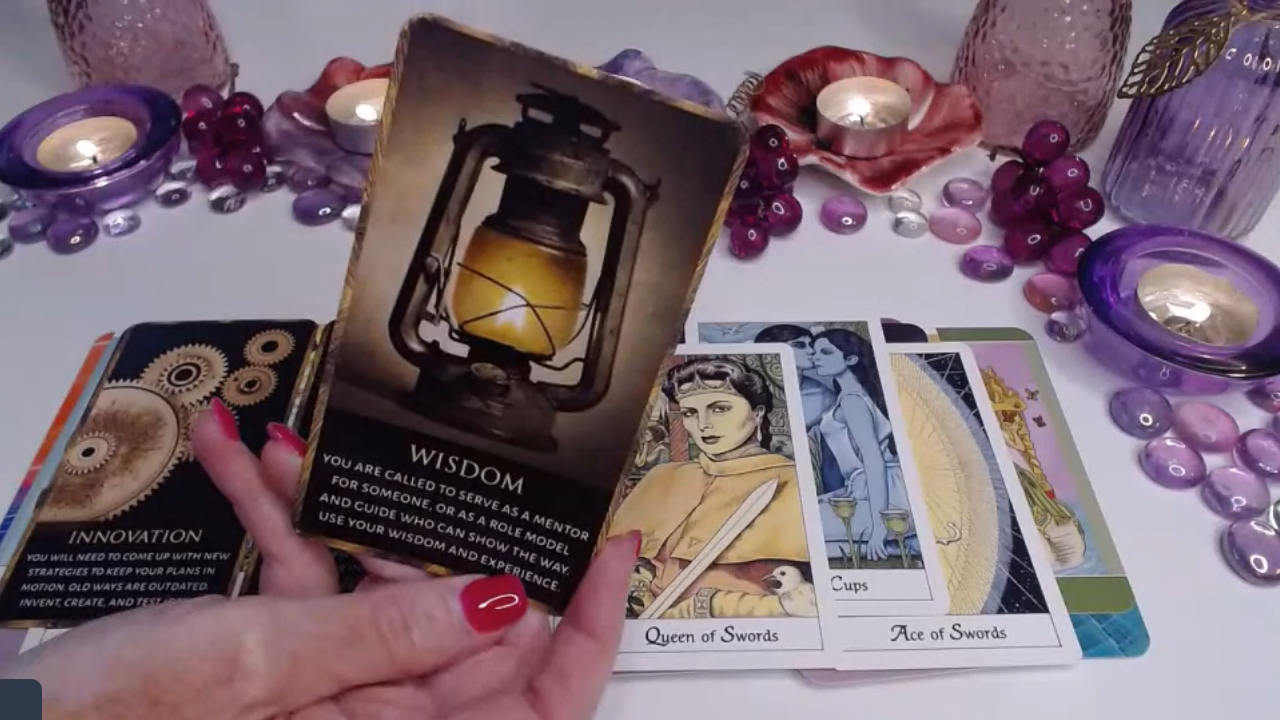 WISDOM
YOU ARE CALLED TO SERVE AS A MENTOR
FOR SOMEONE, OR AS A ROLE MODEL
AND GUIDE WHO CAN SHOW THE WAY.
USE YOUR WISDOM AND EXPERIENCE.
INNOVATION
YOU WILL NEED TO COME UP WITH NEW
STRATEGIES TO KEEP YOUR PLANS IN
MOTION. OLD WAYS ARE OUTDATED.
INVENT, CREATE, AND TEST
Queen of Swords
Cups
Ace of Swords